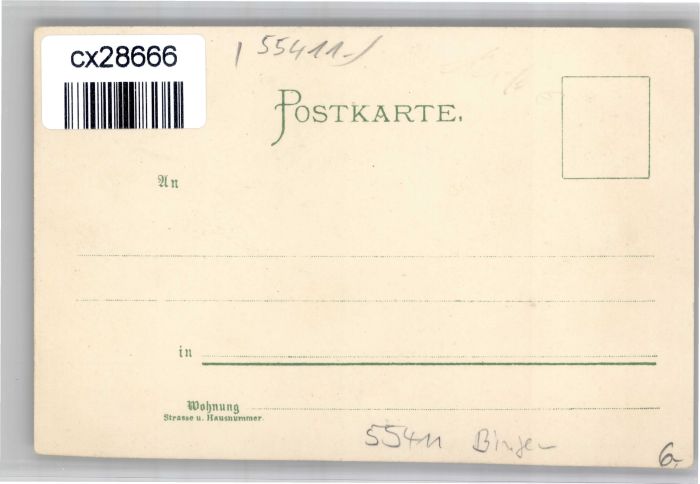 cx28666
55411
POSTKARTE.
An
in
Wohnung
Strasse u. Hausnummer.
55411 Bingen
6,-